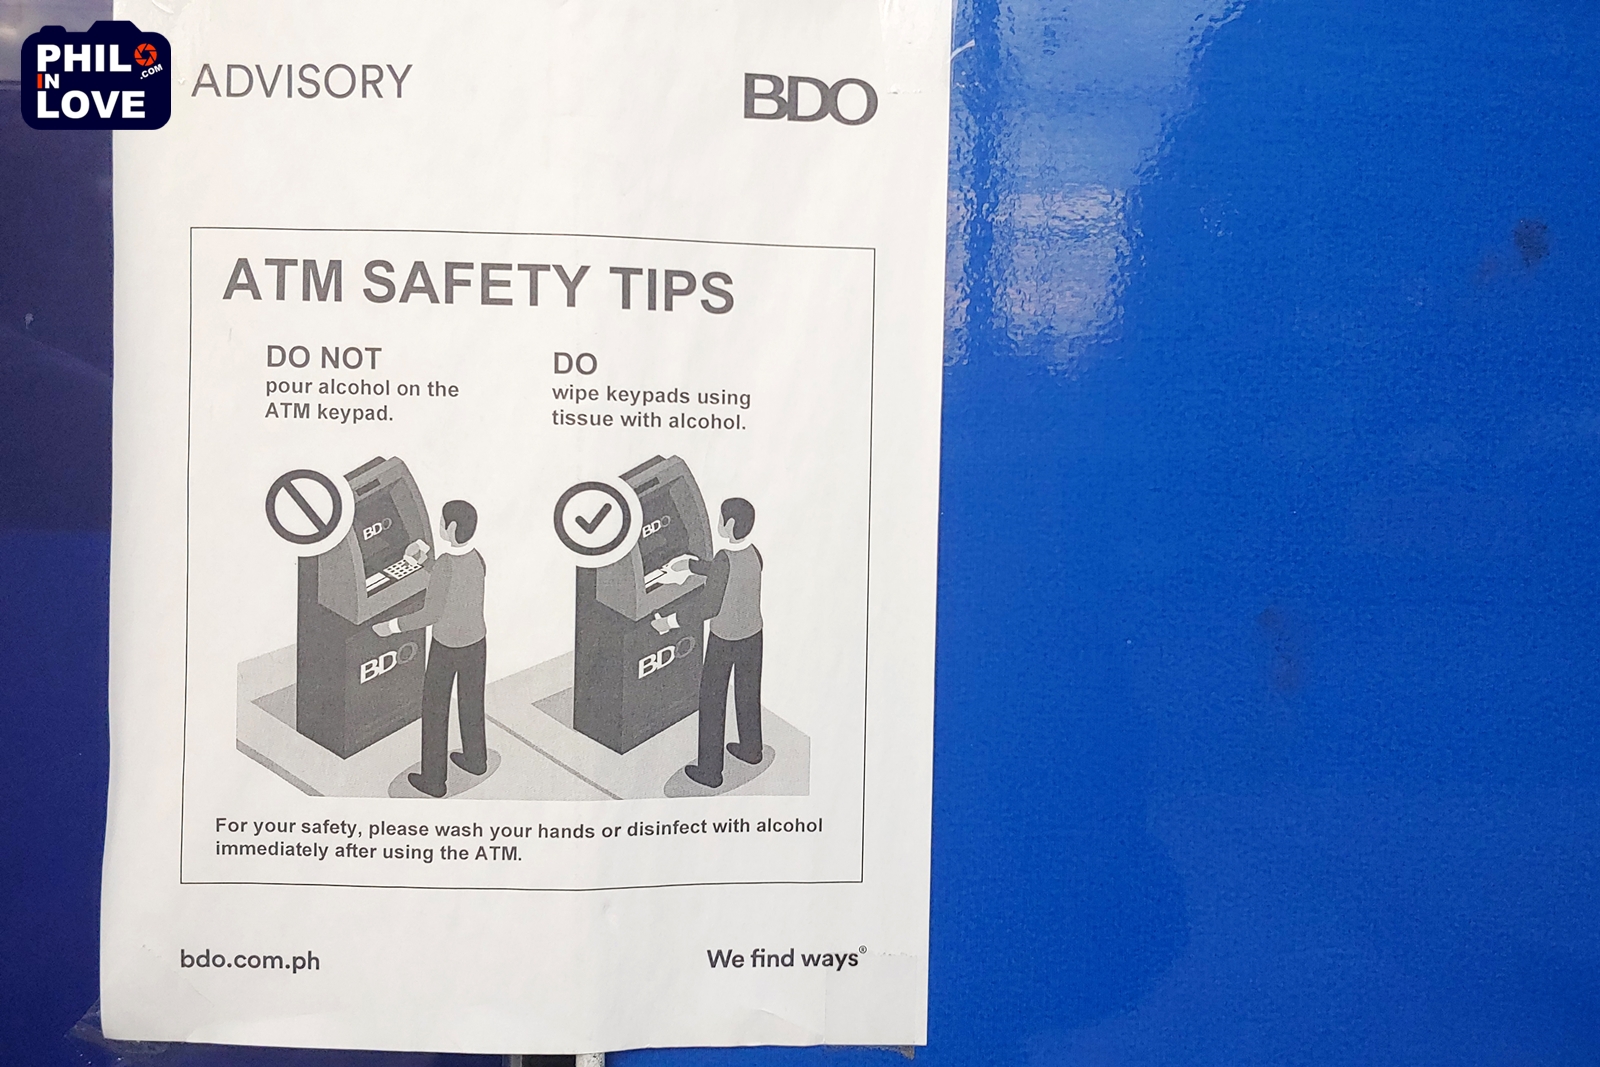 PHIL
IN
.COM
LOVE
ADVISORY
BDO
ATM SAFETY TIPS
DO NOT
pour alcohol on the
ATM keypad.
DO
wipe keypads using
tissue with alcohol.
BDO
BDO
BDO
BDO
For your safety, please wash your hands or disinfect with alcohol
immediately after using the ATM.
bdo.com.ph
We find ways®